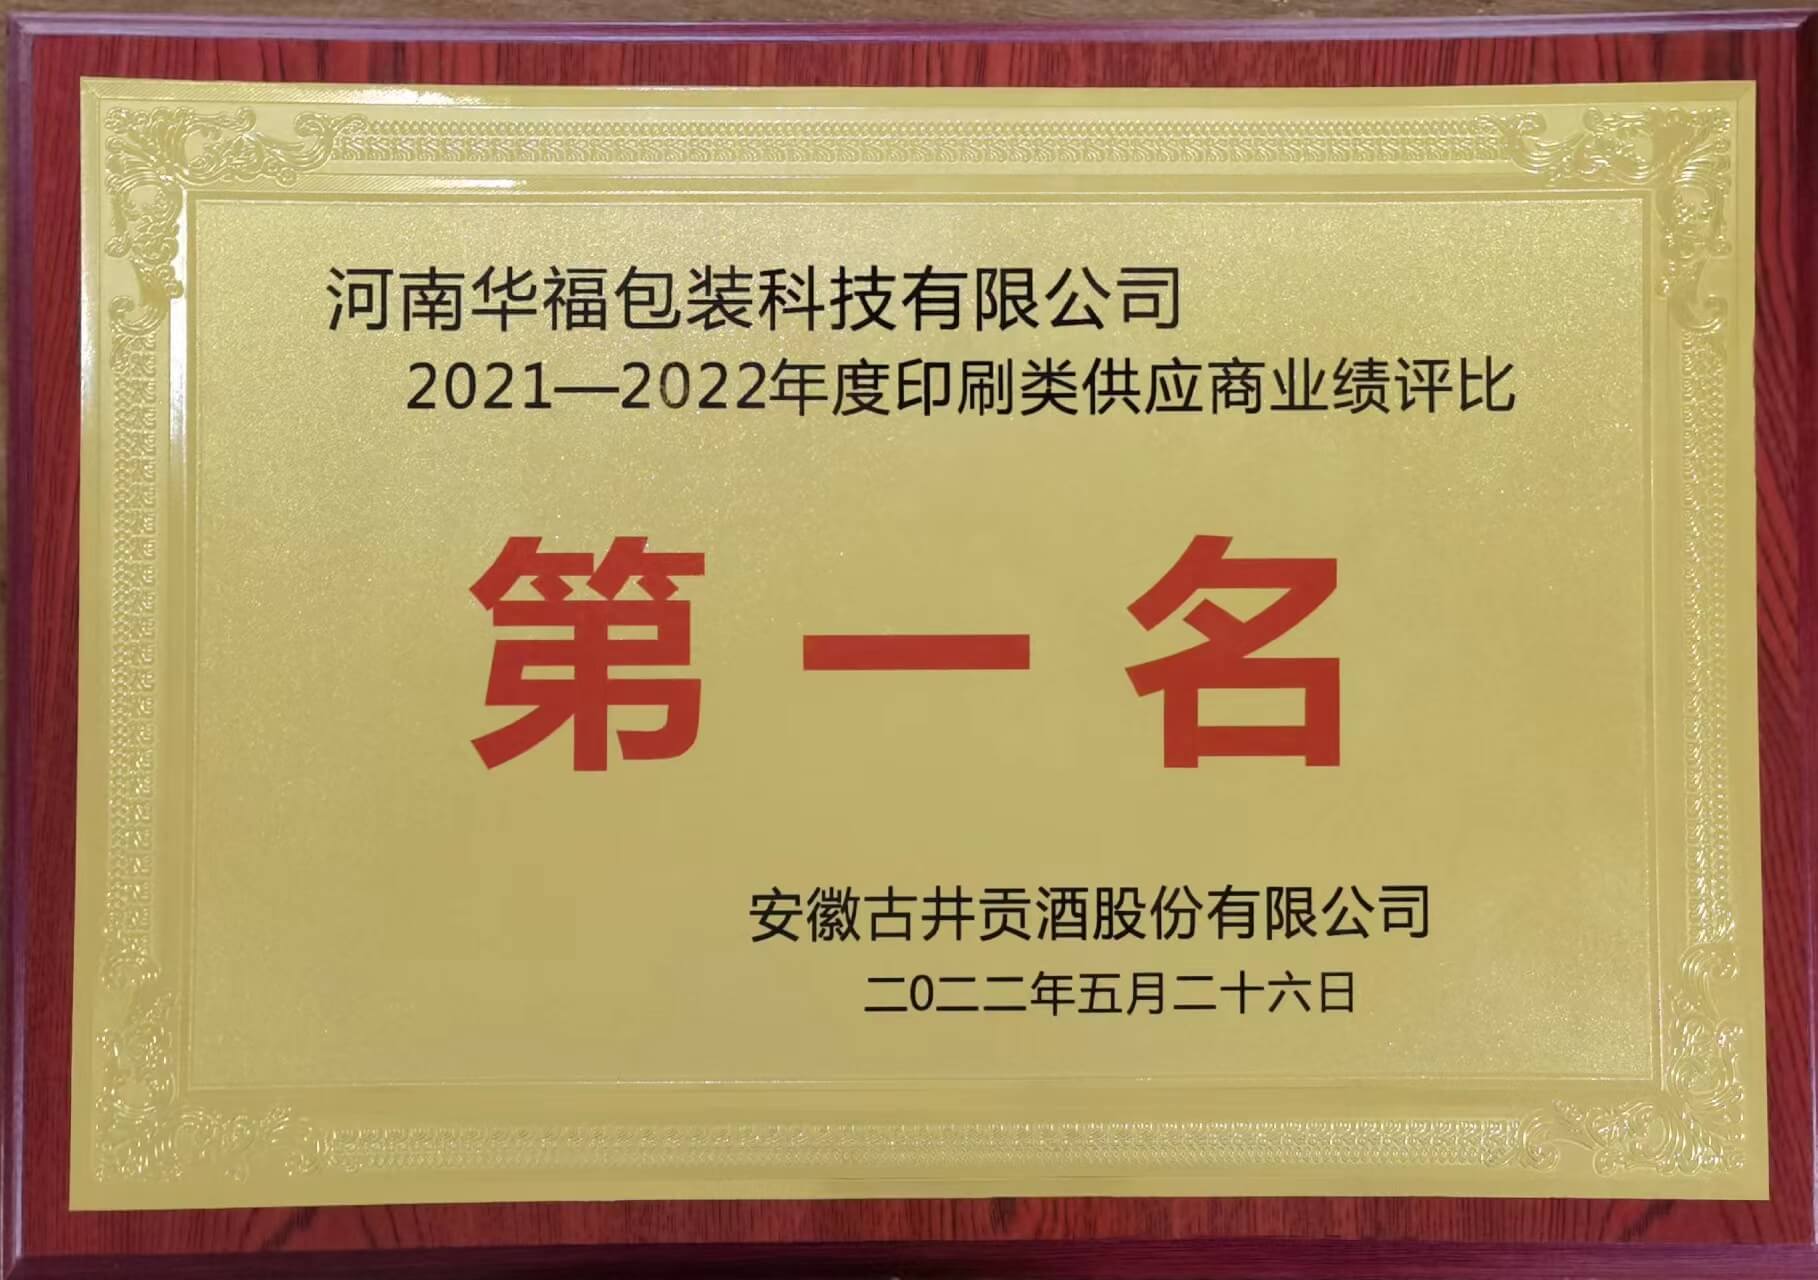 河南华福包装科技有限公司
2021—2022年度印刷类供应商业绩评比
第一名
安徽古井贡酒股份有限公司
二0二二年五月二十六日